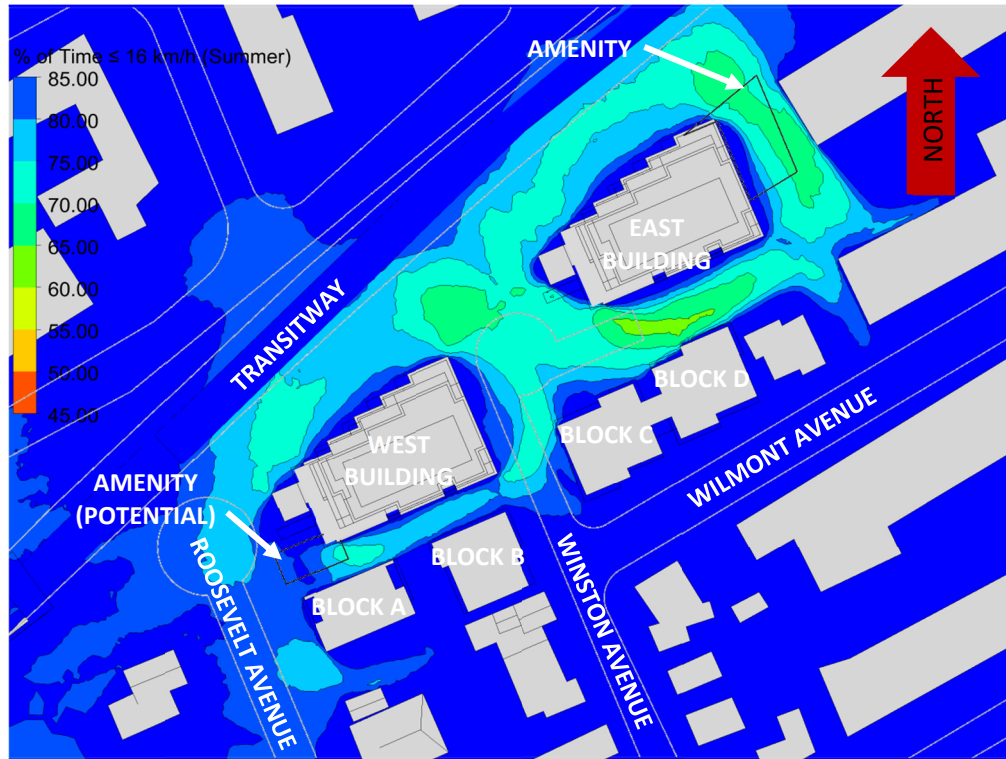 % of Time ≤ 16 km/h (Summer)
85.00
80.00
75.00
70.00
65.00
60.00
55.00
50.00
45.00
AMENITY
NORTH
EAST
BUILDING
TRANSITWAY
BLOCK D
WEST
BUILDING
BLOCK C
WILMONT AVENUE
AMENITY
(POTENTIAL)
BLOCK B
ROOSEVELT AVENUE
BLOCK A
WINSTON AVENUE